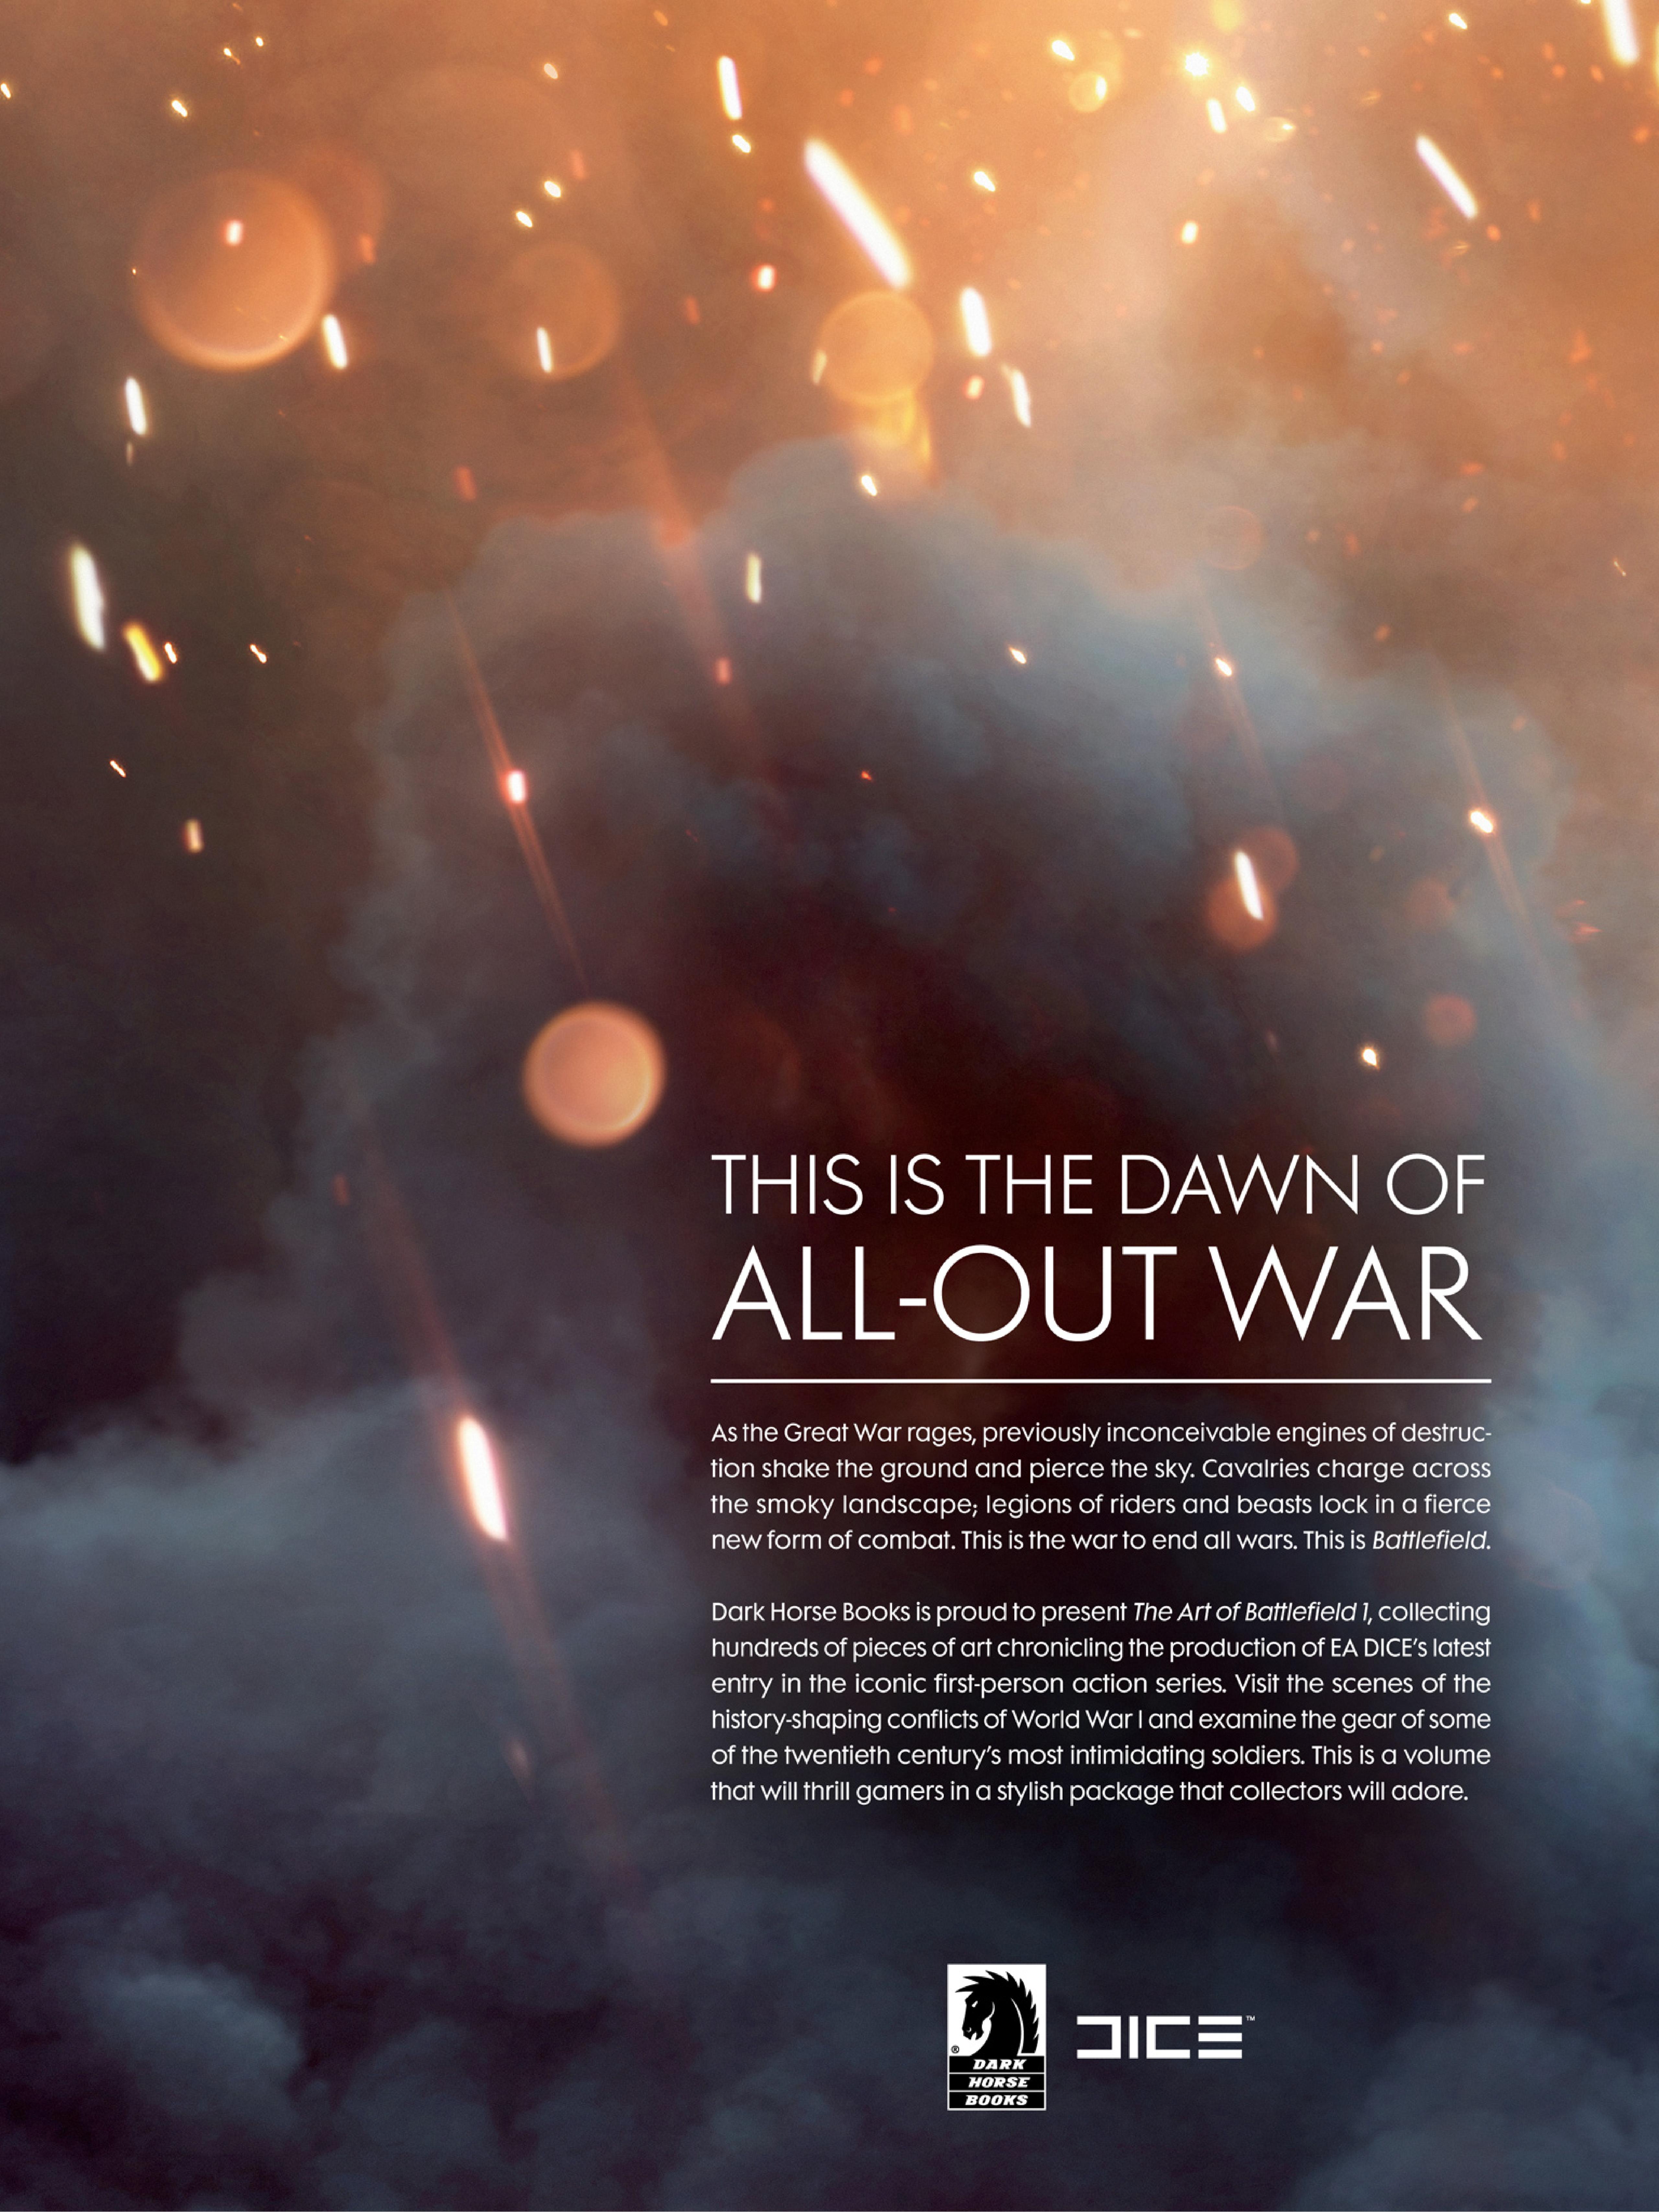 THIS IS THE DAWN OF
ALL-OUT WAR
As the Great War rages, previously inconceivable engines of destruc-
tion shake the ground and pierce the sky. Cavalries charge across
the smoky landscape; legions of riders and beasts lock in a fierce
new form of combat. This is the war to end all wars. This is Battlefield.
Dark Horse Books is proud to present The Art of Battlefield 1, collecting
hundreds of pieces of art chronicling the production of EA DICE’s latest
entry in the iconic first-person action series. Visit the scenes of the
history-shaping conflicts of World War I and examine the gear of some
of the twentieth century’s most intimidating soldiers. This is a volume
that will thrill gamers in a stylish package that collectors will adore.
®
DARK
HORSE
BOOKS
DICE™